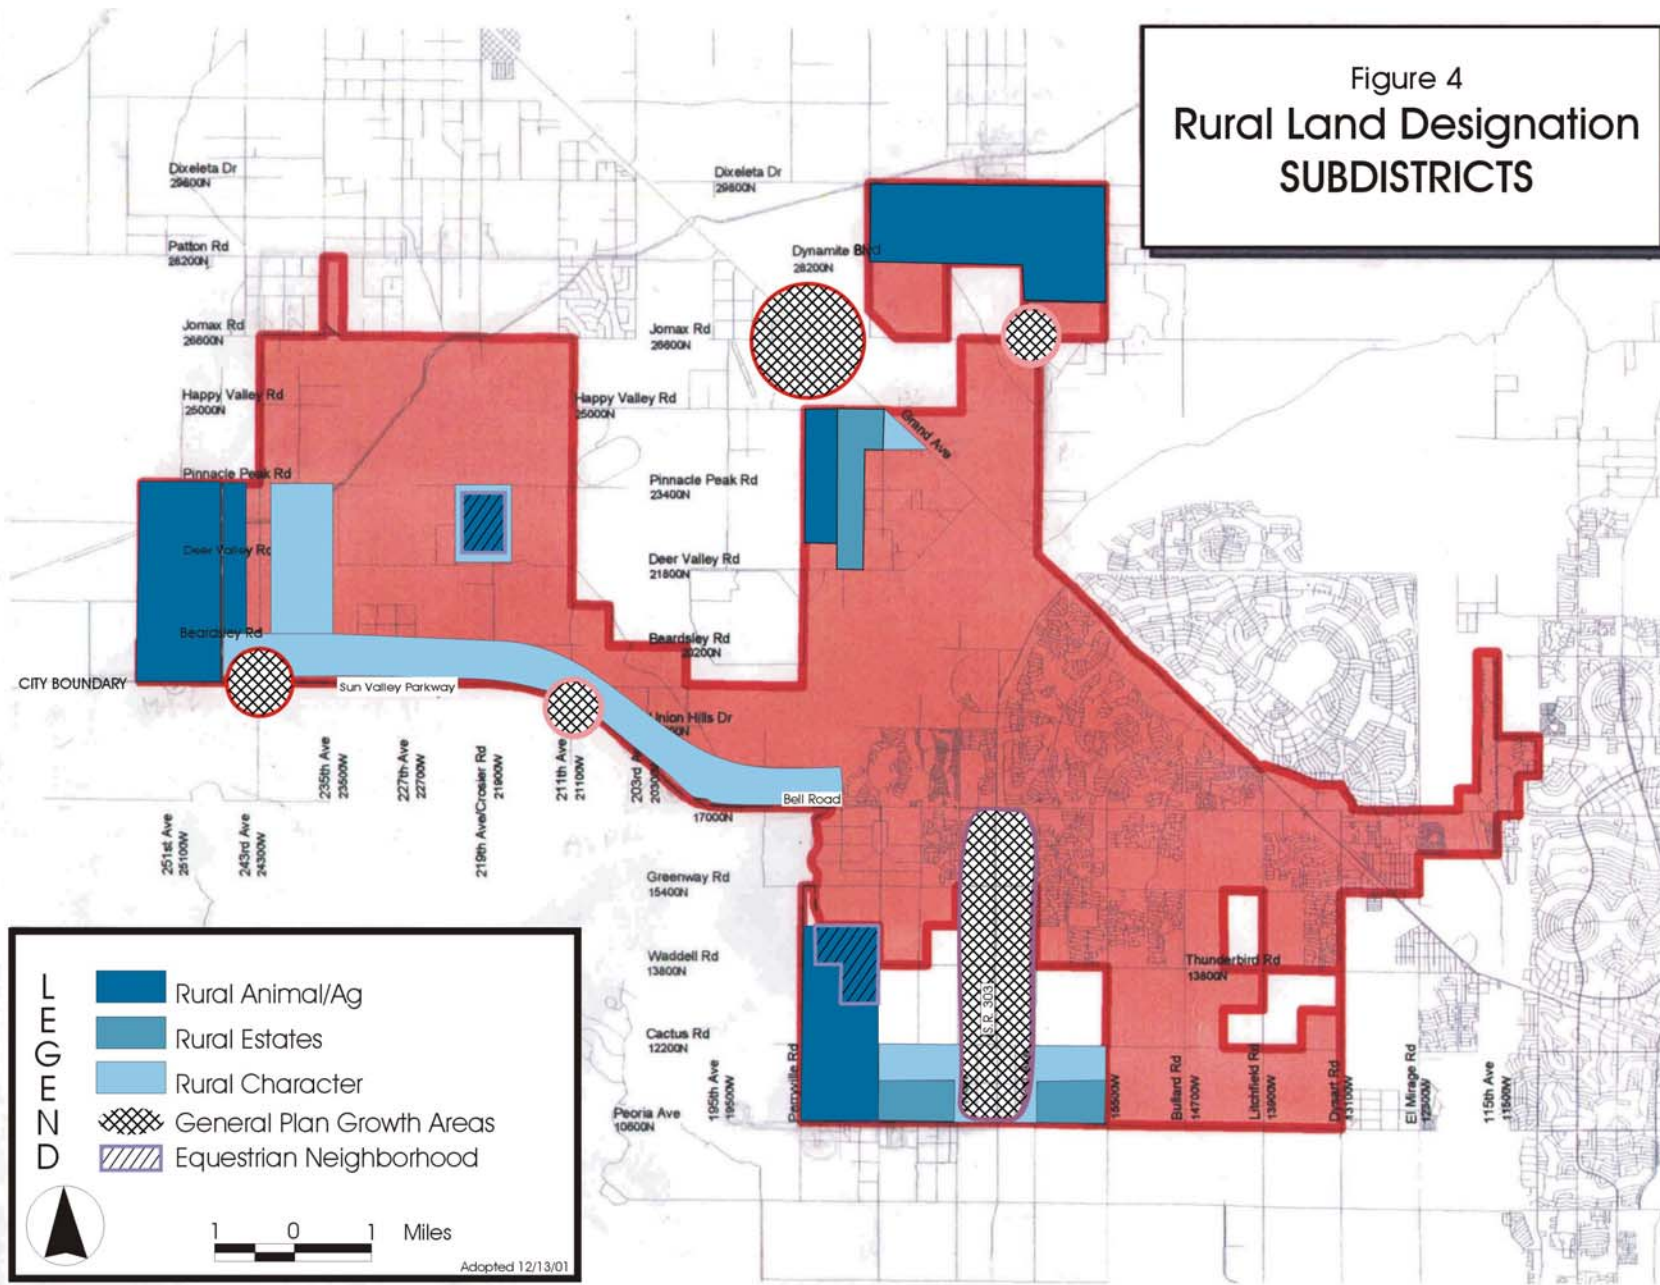 Figure 4
Rural Land Designation
SUBDISTRICTS
Dixeleta Dr
29800N
Dixeleta Dr
29800N
Patton Rd
28200N
Dynamite Blvd
28200N
Jomax Rd
26600N
Jomax Rd
26600N
Happy Valley Rd
25000N
Happy Valley Rd
25000N
Grand Ave
Pinnacle Peak Rd
Pinnacle Peak Rd
23400N
Deer Valley Rd
Deer Valley Rd
21800N
Beardsley Rd
Beardsley Rd
20200N
CITY BOUNDARY
Sun Valley Parkway
Union Hills Dr
235th Ave
23500W
227th Ave
22700W
219th Ave/Crosier Rd
21900W
211th Ave
21100W
203rd
20300W
Bell Road
17000N
251st Ave
25100W
243rd Ave
24300W
Greenway Rd
15400N
Waddell Rd
13800N
Thunderbird Rd
13800N
S.R. 303
Cactus Rd
12200N
195th Ave
19500W
Perryville Rd
15500W
Bullard Rd
14700W
Litchfield Rd
13900W
Dysart Rd
13100W
El Mirage Rd
12300W
115th Ave
11500W
Peoria Ave
10600N
LEGEND
Rural Animal/Ag
Rural Estates
Rural Character
General Plan Growth Areas
Equestrian Neighborhood
1 0 1 Miles
Adopted 12/13/01